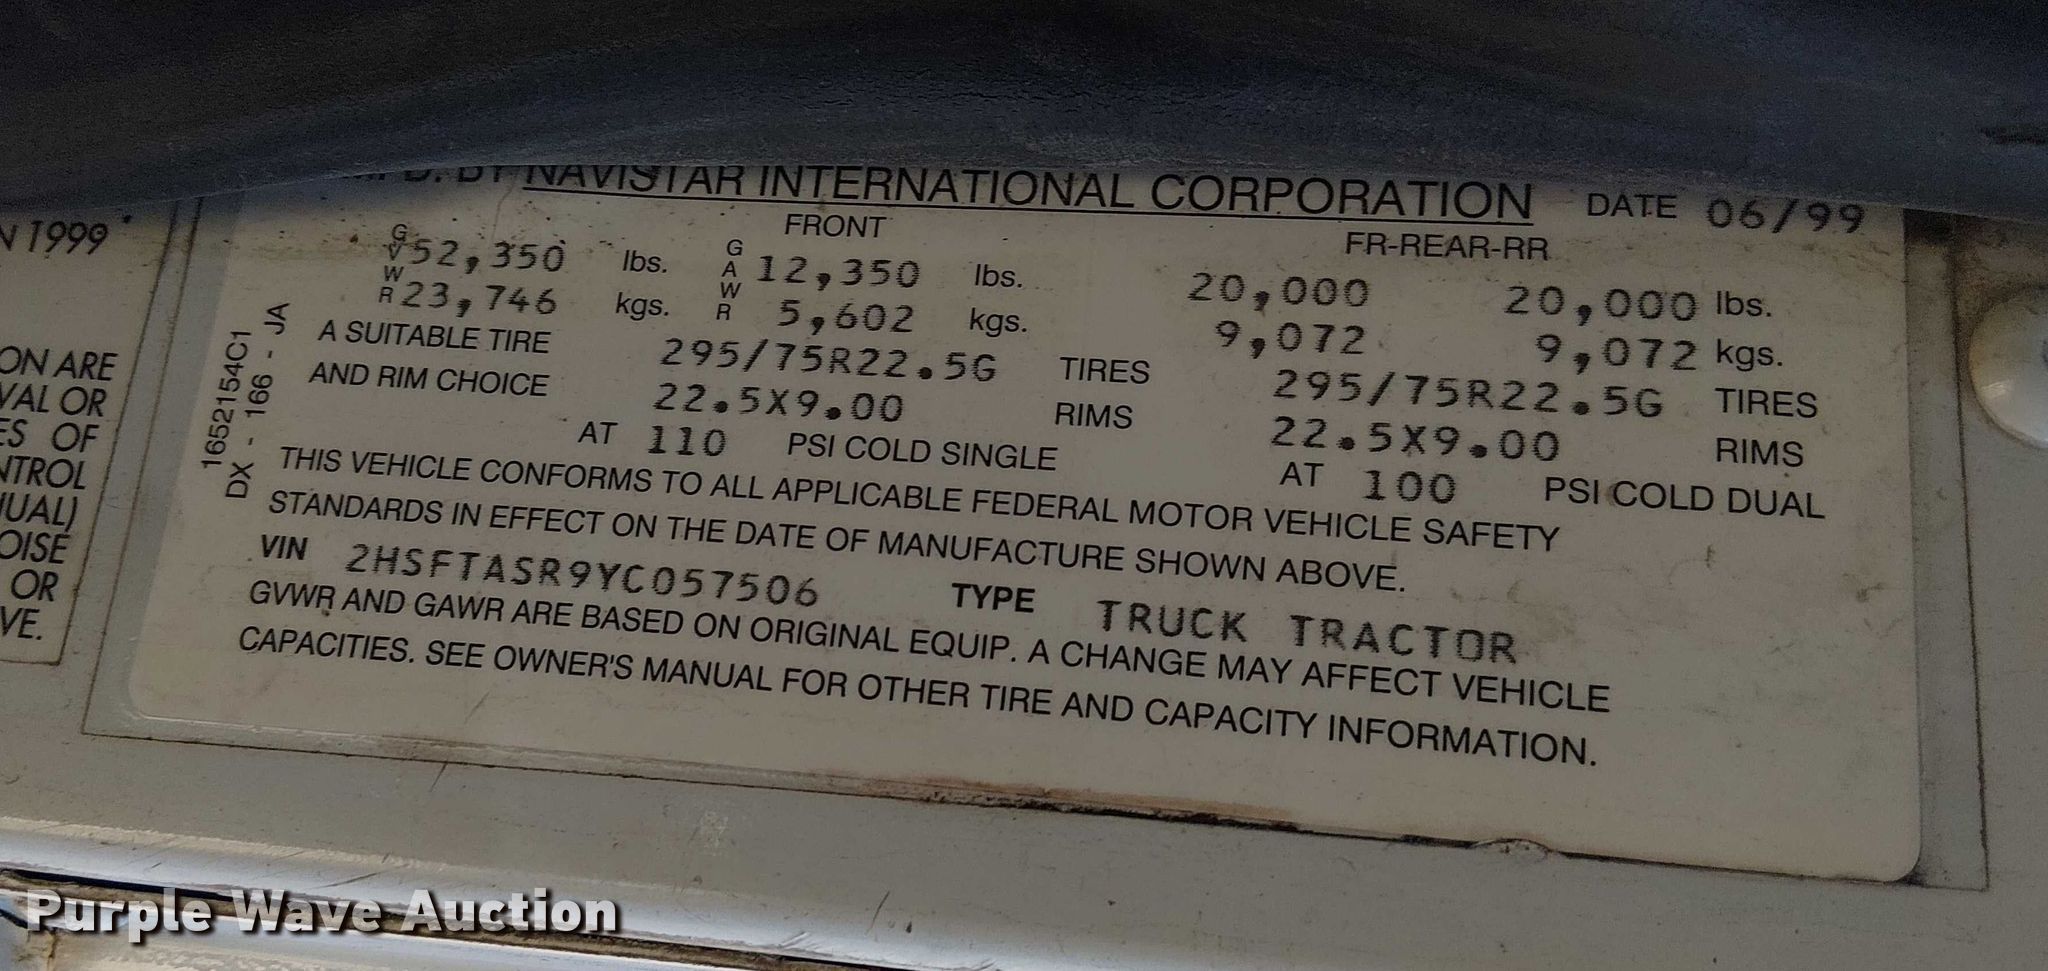 MFD. BY NAVISTAR INTERNATIONAL CORPORATION DATE 06/99
FRONT FR-REAR-RR
GVWR 52,350 lbs. GAWR 12,350 lbs. 20,000 20,000 lbs.
23,746 kgs. 5,602 kgs. 9,072 9,072 kgs.
A SUITABLE TIRE 295/75R22.5G TIRES 295/75R22.5G TIRES
AND RIM CHOICE 22.5X9.00 RIMS 22.5X9.00 RIMS
AT 110 PSI COLD SINGLE AT 100 PSI COLD DUAL
THIS VEHICLE CONFORMS TO ALL APPLICABLE FEDERAL MOTOR VEHICLE SAFETY
STANDARDS IN EFFECT ON THE DATE OF MANUFACTURE SHOWN ABOVE.
VIN 2HSFTASR9YC057506 TYPE TRUCK TRACTOR
GVWR AND GAWR ARE BASED ON ORIGINAL EQUIP. A CHANGE MAY AFFECT VEHICLE
CAPACITIES. SEE OWNER'S MANUAL FOR OTHER TIRE AND CAPACITY INFORMATION.
1652154C1
DX - 166 - JA
1999
ON ARE
VAL OR
ES OF
NTROL
NUAL)
OISE
OR
VE.
Purple Wave Auction